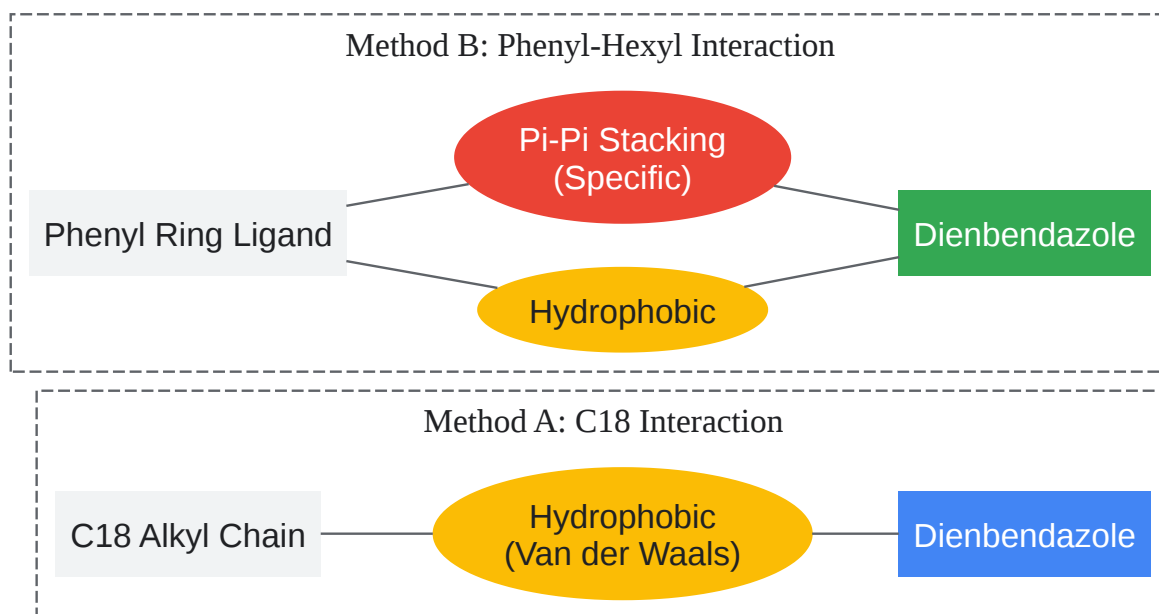 Method B: Phenyl-Hexyl Interaction
Pi-Pi Stacking
(Specific)
Phenyl Ring Ligand
Dienbendazole
Hydrophobic
Method A: C18 Interaction
C18 Alkyl Chain
Hydrophobic
(Van der Waals)
Dienbendazole